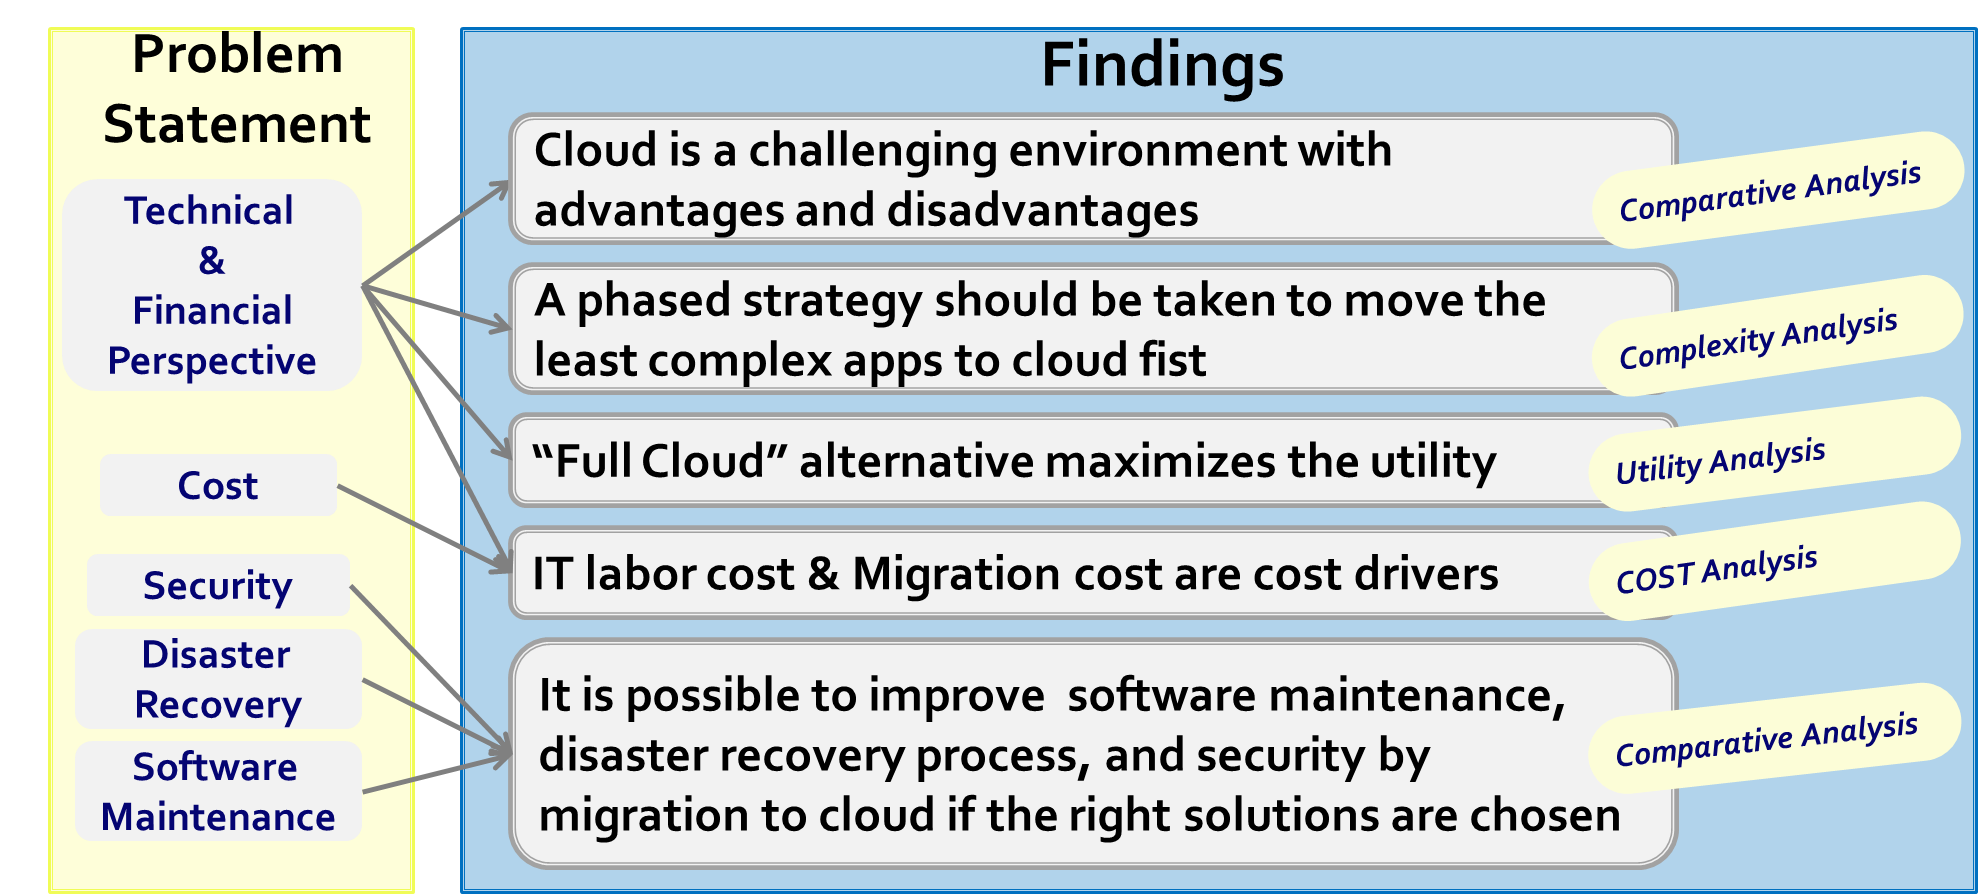 Problem
Statement
Technical
&
Financial
Perspective
Cost
Security
Disaster
Recovery
Software
Maintenance
Findings
Cloud is a challenging environment with
advantages and disadvantages
Comparative Analysis
A phased strategy should be taken to move the
least complex apps to cloud fist
Complexity Analysis
“Full Cloud” alternative maximizes the utility
Utility Analysis
IT labor cost & Migration cost are cost drivers
COST Analysis
It is possible to improve  software maintenance,
disaster recovery process, and security by
migration to cloud if the right solutions are chosen
Comparative Analysis